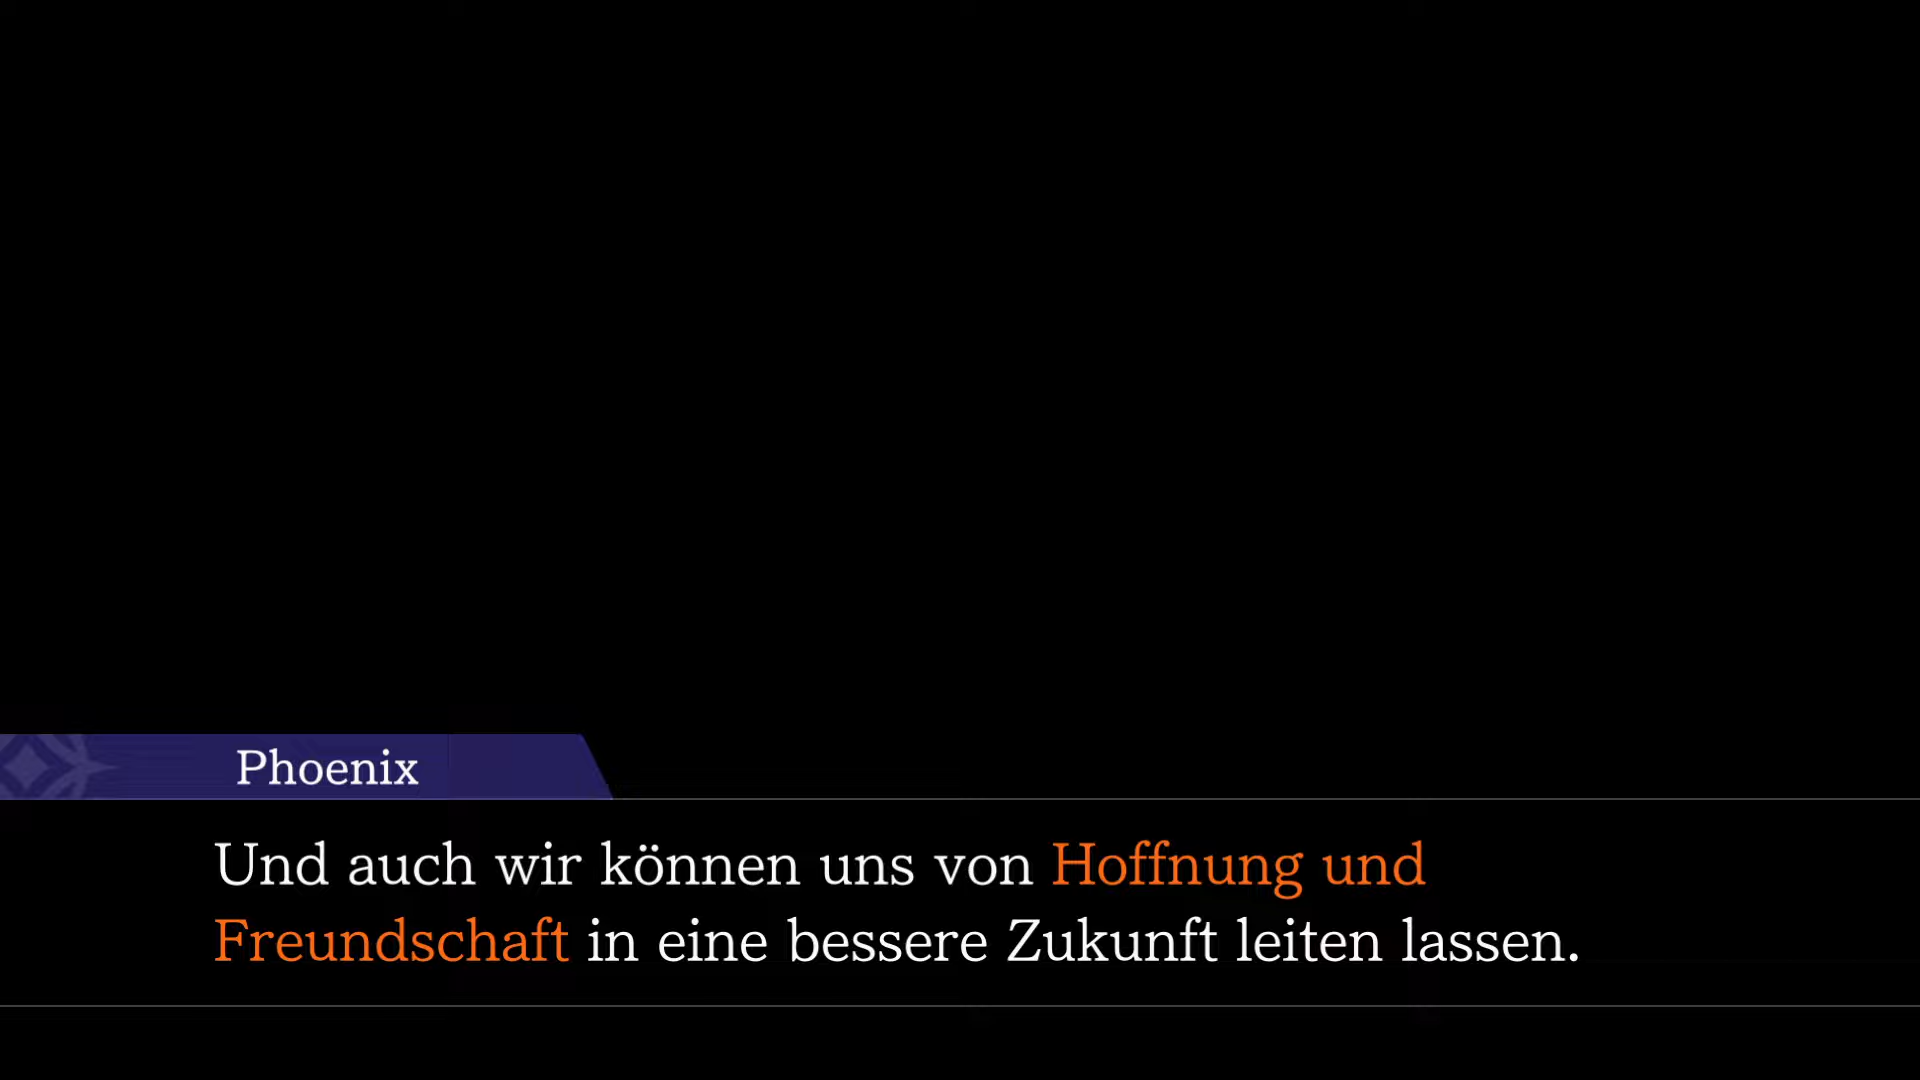 Phoenix
Und auch wir können uns von Hoffnung und
Freundschaft in eine bessere Zukunft leiten lassen.